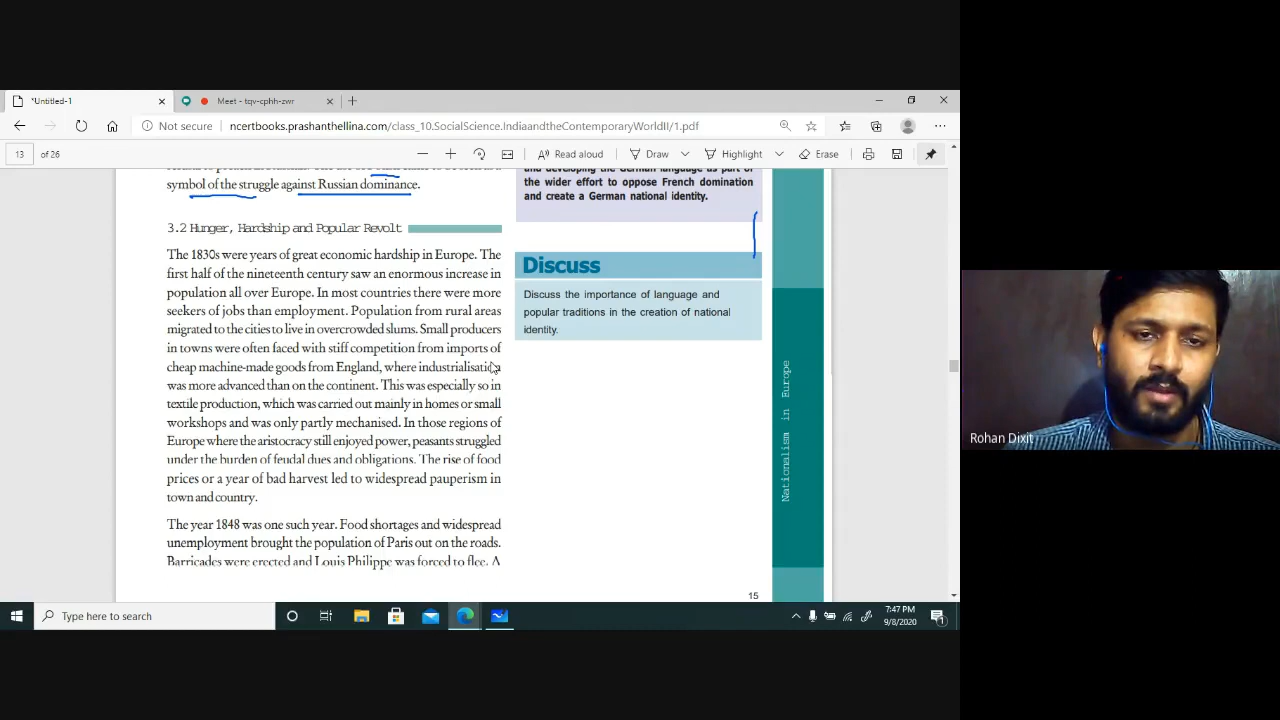 *Untitled-1
Meet - tqv-cphh-zwr
Not secure
ncertbooks.prashanthellina.com/class_10.SocialScience.IndiaandtheContemporaryWorldII/1.pdf
13 of 26
Read aloud
Draw
Highlight
Erase
symbol of the struggle against Russian dominance.
3.2 Hunger, Hardship and Popular Revolt
The 1830s were years of great economic hardship in Europe. The
first half of the nineteenth century saw an enormous increase in
population all over Europe. In most countries there were more
seekers of jobs than employment. Population from rural areas
migrated to the cities to live in overcrowded slums. Small producers
in towns were often faced with stiff competition from imports of
cheap machine-made goods from England, where industrialisation
was more advanced than on the continent. This was especially so in
textile production, which was carried out mainly in homes or small
workshops and was only partly mechanised. In those regions of
Europe where the aristocracy still enjoyed power, peasants struggled
under the burden of feudal dues and obligations. The rise of food
prices or a year of bad harvest led to widespread pauperism in
town and country.
The year 1848 was one such year. Food shortages and widespread
unemployment brought the population of Paris out on the roads.
Barricades were erected and Louis Philippe was forced to flee. A
and developing the German language as part of
the wider effort to oppose French domination
and create a German national identity.
Discuss
Discuss the importance of language and
popular traditions in the creation of national
identity.
Nationalism in Europe
15
Rohan Dixit
Type here to search
7:47 PM
9/8/2020